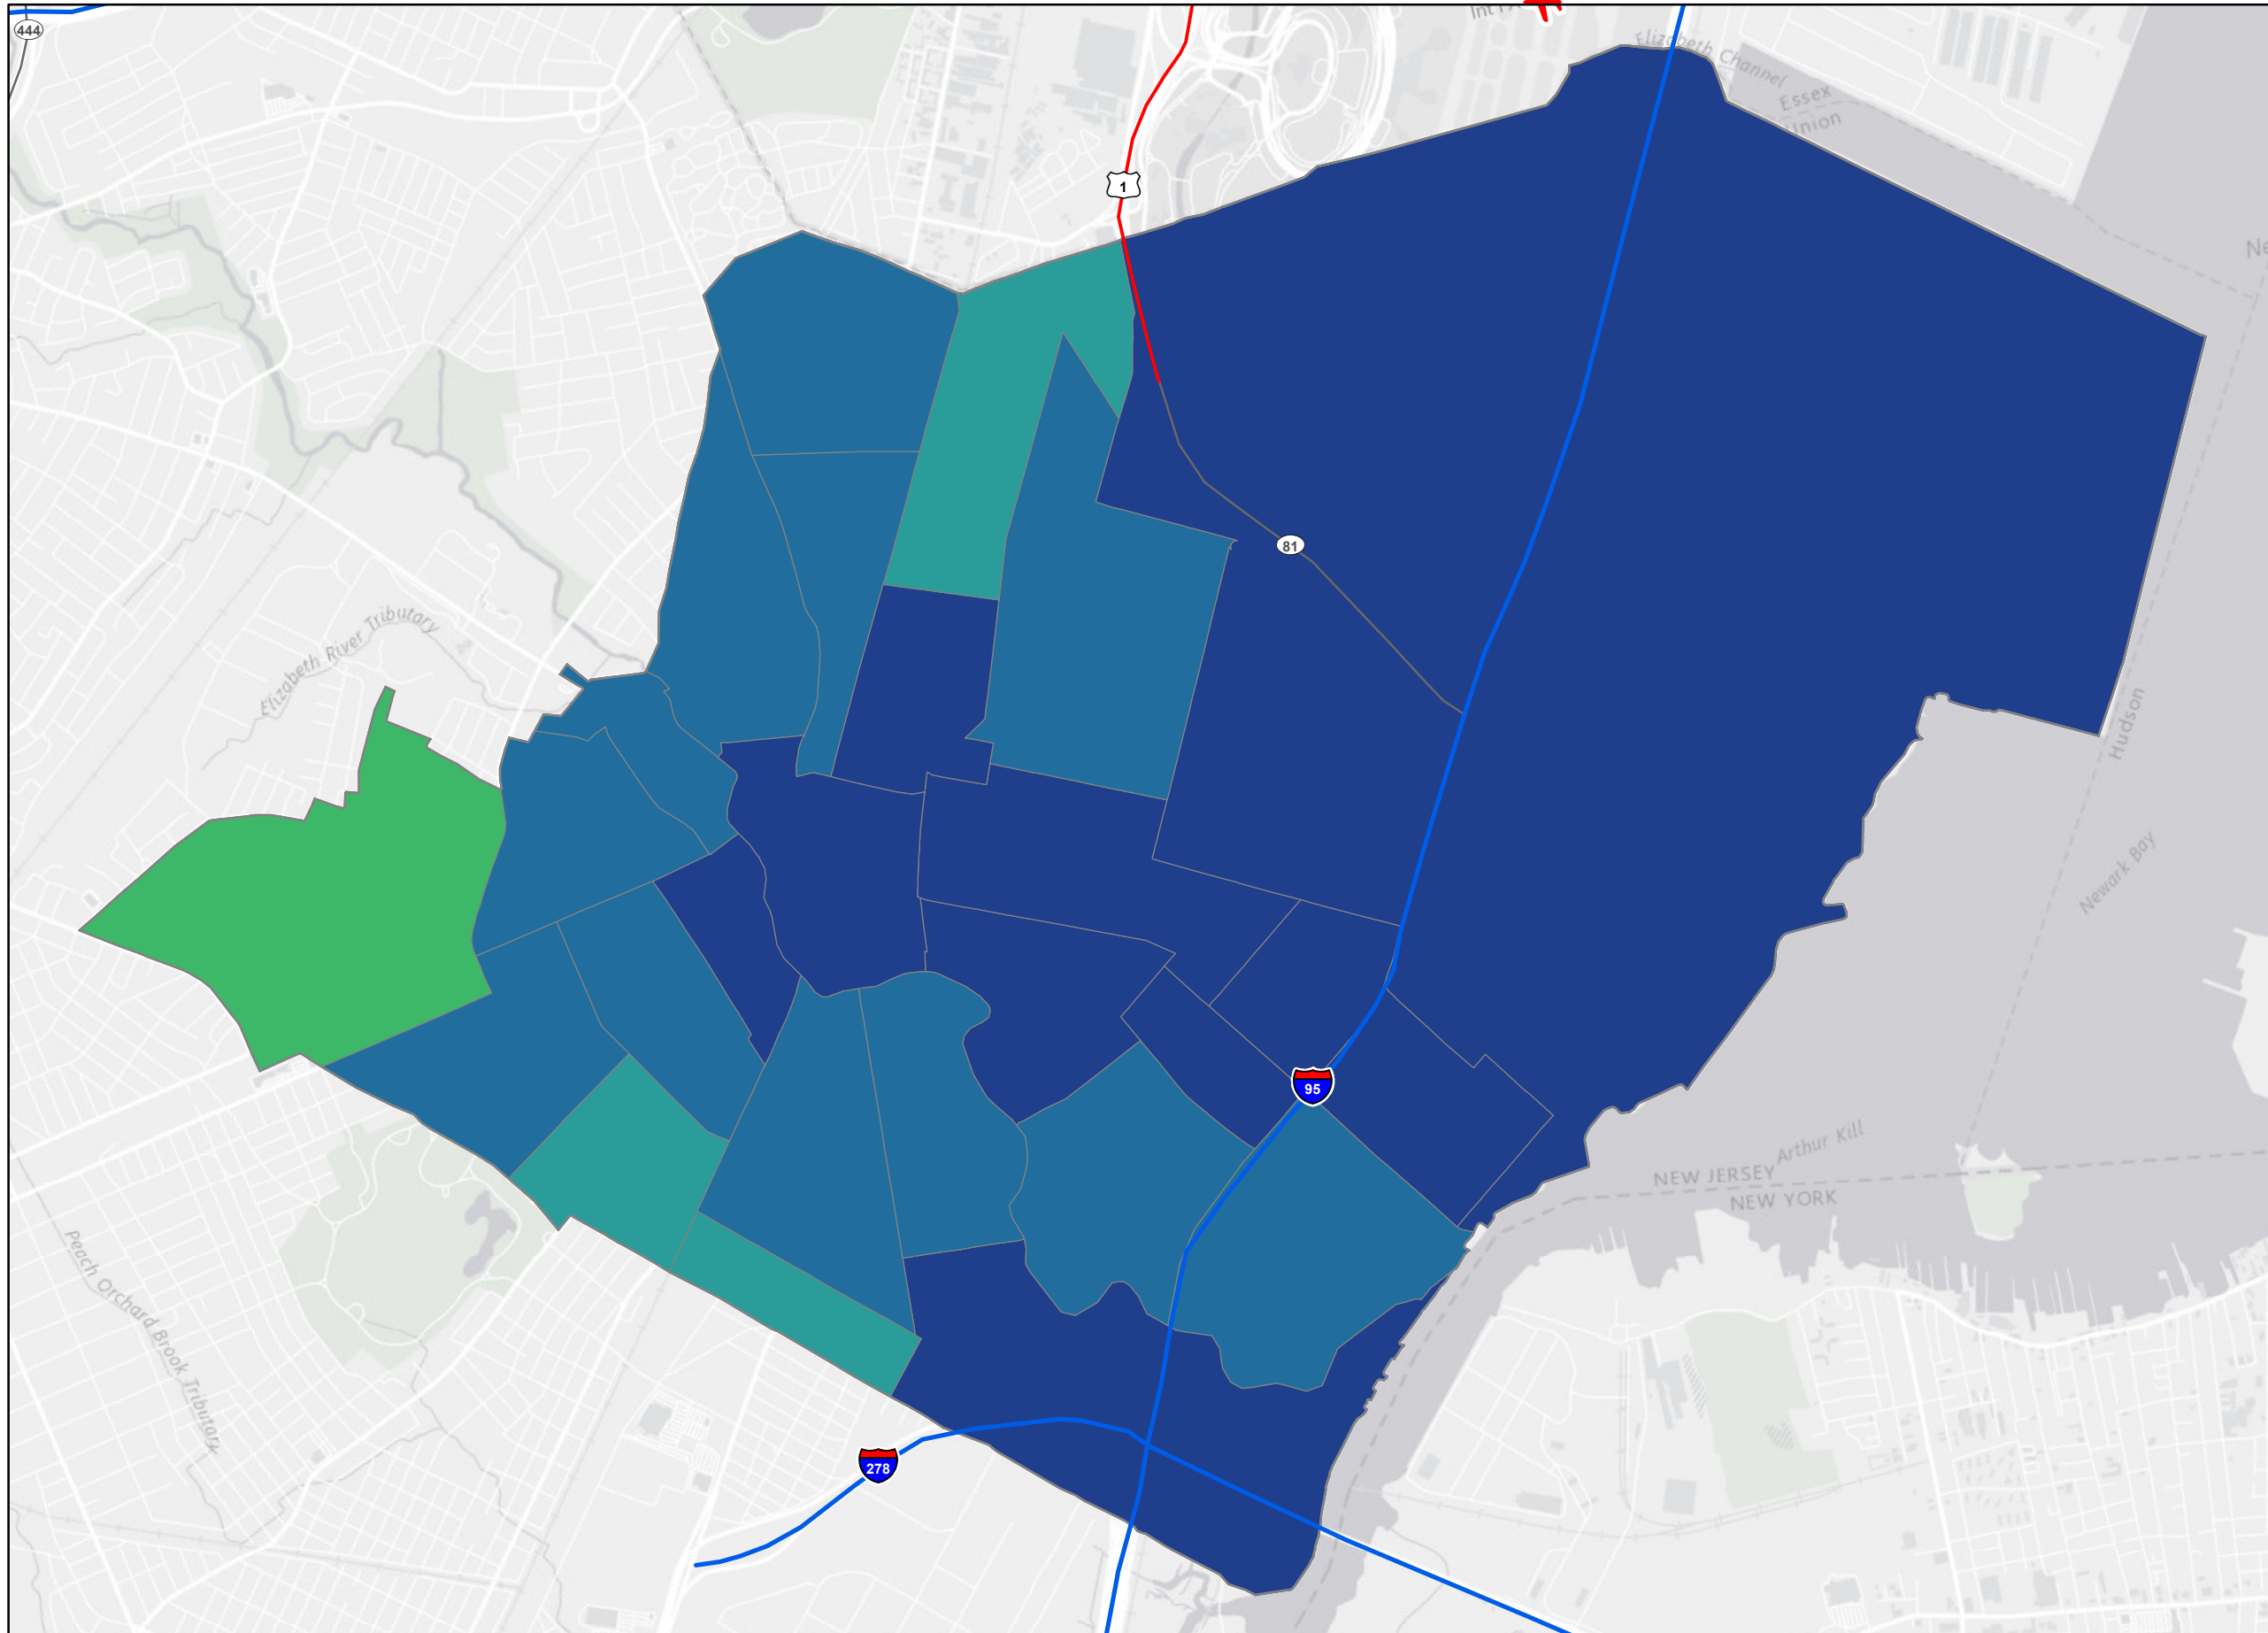 444
Elizabeth Channel
Essex
Union
1
81
Elizabeth River Tributary
Hudson
Newark Bay
95
Arthur Kill
NEW JERSEY
NEW YORK
Peach Orchard Brook Tributary
278